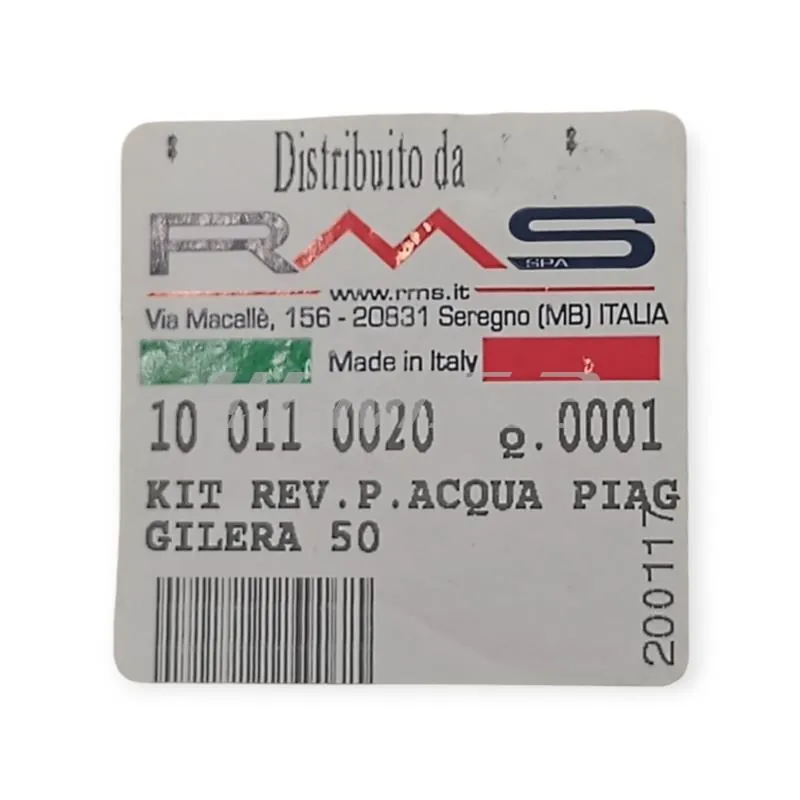 Distribuito da
RMS
SPA
www.rms.it
Via Macallè, 156 - 20831 Seregno (MB) ITALIA
Made in Italy
10 011 0020 Q.0001
KIT REV.P.ACQUA PIAG
GILERA 50
200117